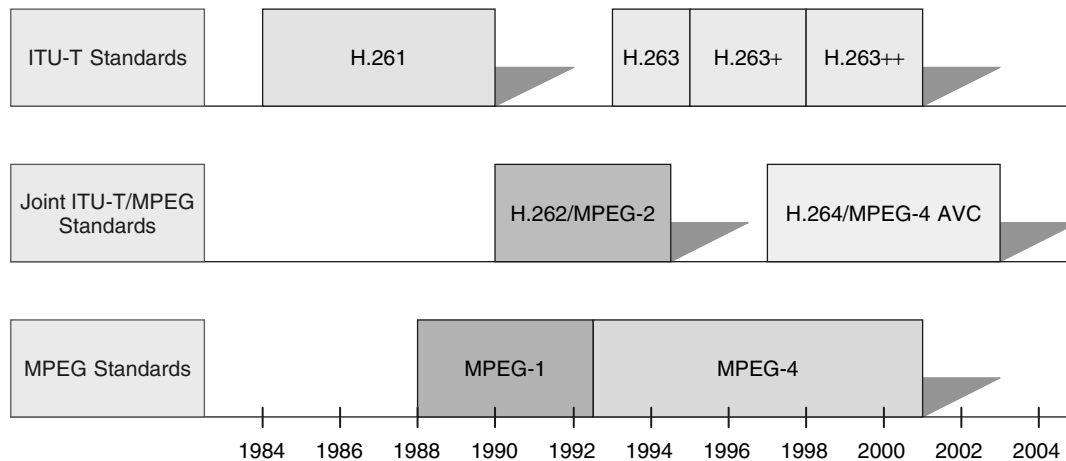 ITU-T Standards
H.261
H.263
H.263+
H.263++
Joint ITU-T/MPEG
Standards
H.262/MPEG-2
H.264/MPEG-4 AVC
MPEG Standards
MPEG-1
MPEG-4
1984 1986 1988 1990 1992 1994 1996 1998 2000 2002 2004